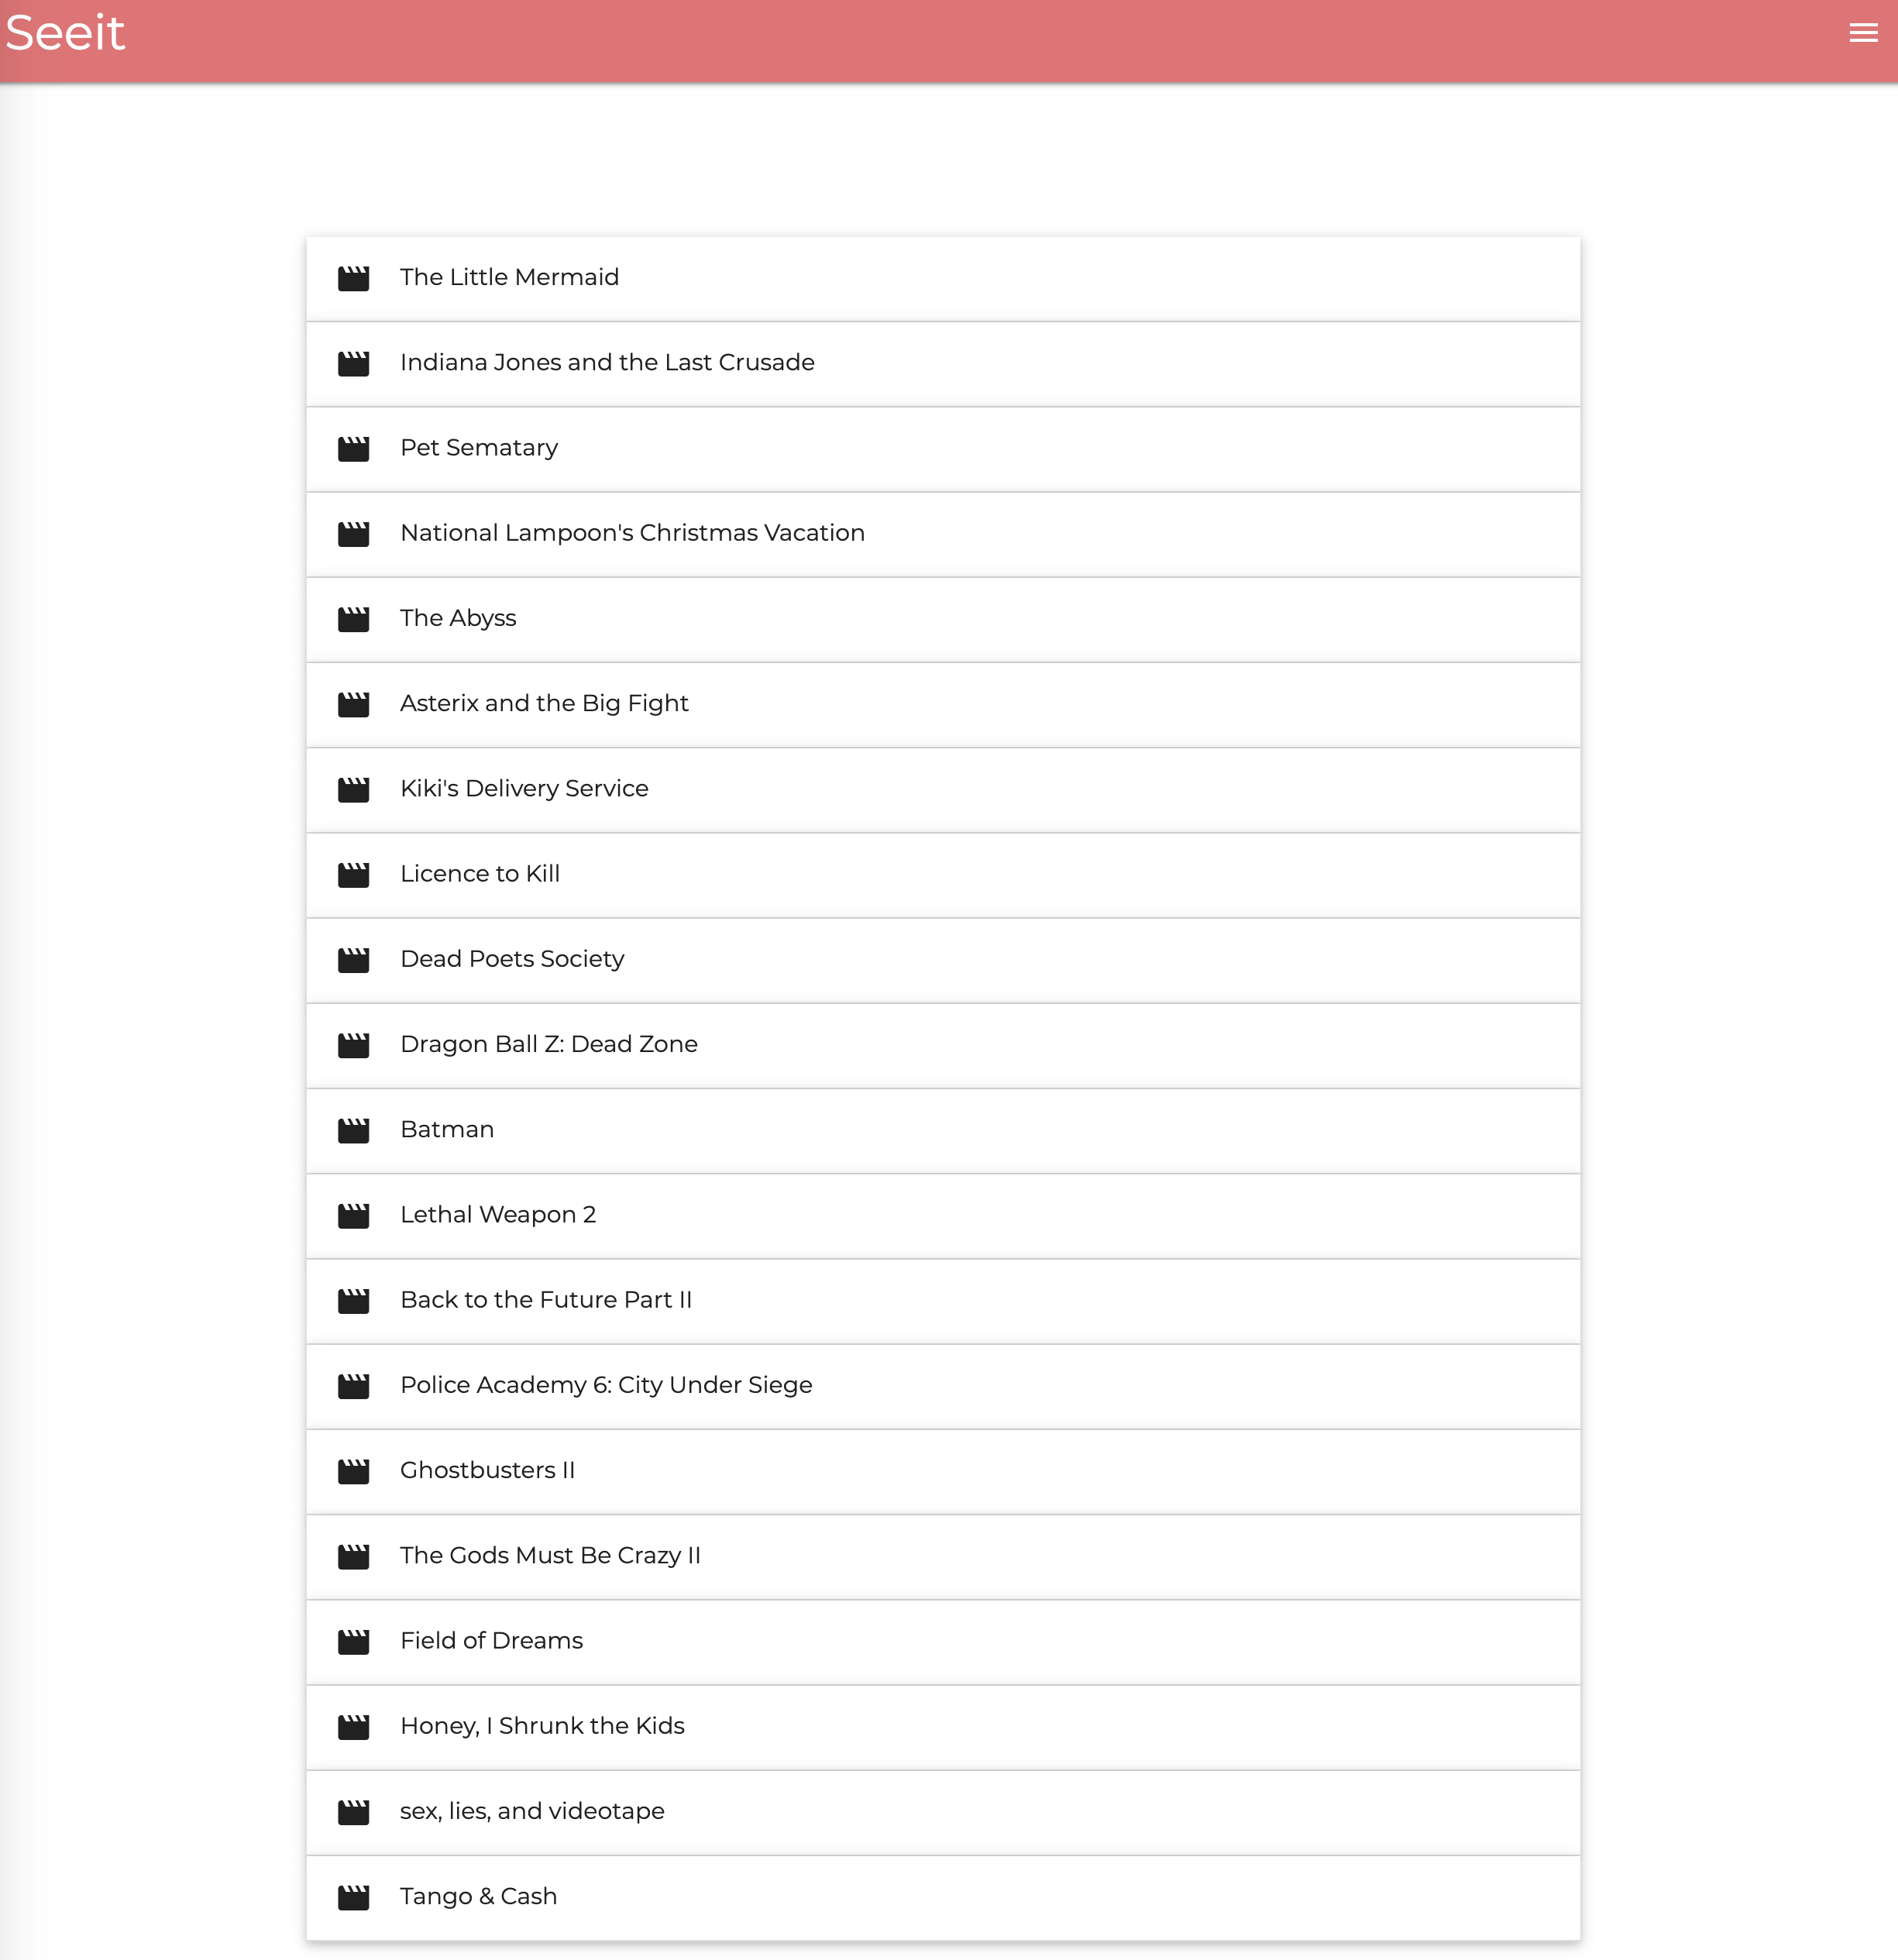 Seeit
The Little Mermaid
Indiana Jones and the Last Crusade
Pet Sematary
National Lampoon's Christmas Vacation
The Abyss
Asterix and the Big Fight
Kiki's Delivery Service
Licence to Kill
Dead Poets Society
Dragon Ball Z: Dead Zone
Batman
Lethal Weapon 2
Back to the Future Part II
Police Academy 6: City Under Siege
Ghostbusters II
The Gods Must Be Crazy II
Field of Dreams
Honey, I Shrunk the Kids
sex, lies, and videotape
Tango & Cash